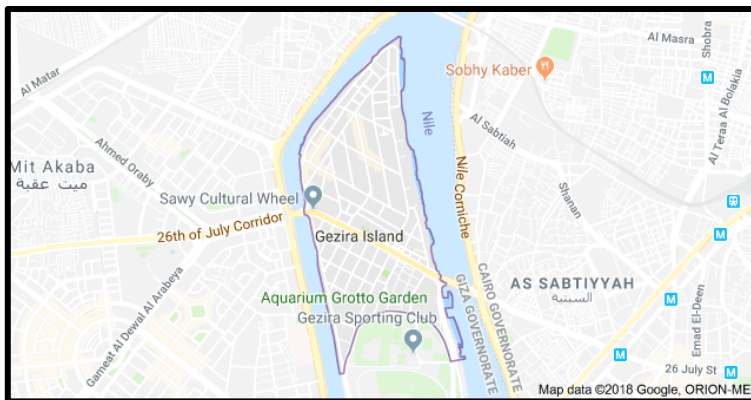 Al Masra
Shobra
Sobhy Kaber
Al Matar
Al Teraa Al Bolakia
Nile
Al Sabtiah
Ahmed Oraby
Mit Akaba
ميت عقبة
Nile Corniche
Shanan
Sawy Cultural Wheel
26th of July Corridor
Gezira Island
AS SABTIYYAH
السبتية
Aquarium Grotto Garden
Gezira Sporting Club
Gameat Al Dewal Al Arabeya
GIZA GOVERNORATE
CAIRO GOVERNORATE
Emad El-Deen
26 July St
M
M
M
M
M
Map data ©2018 Google, ORION-ME